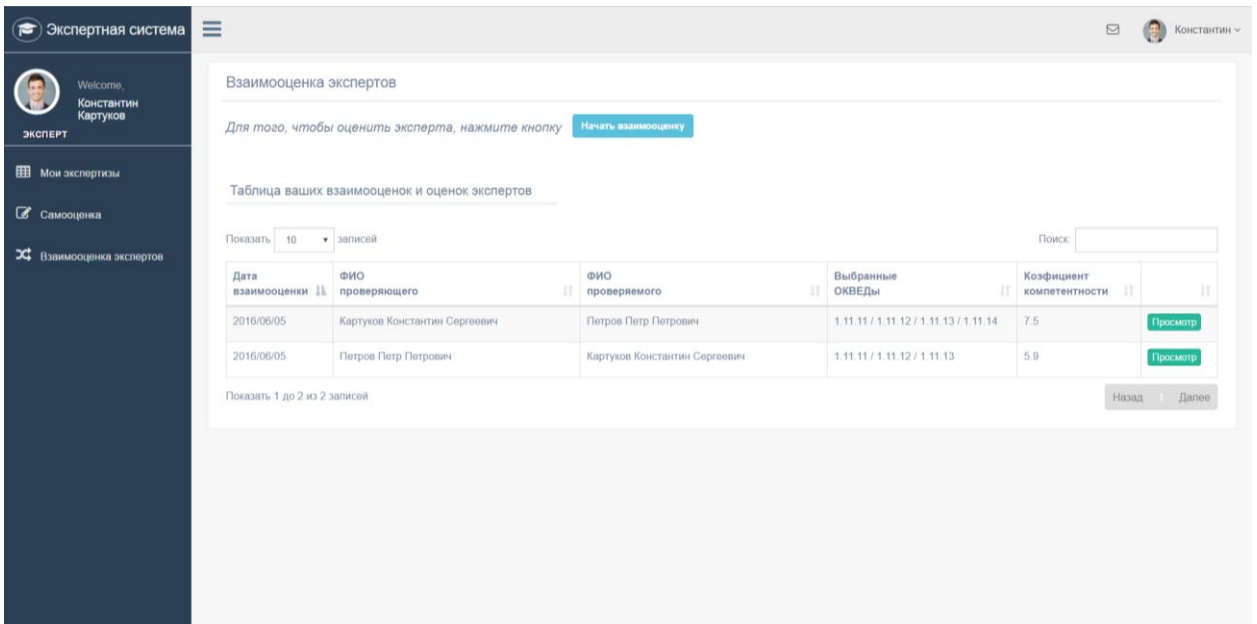 Экспертная система
Константин
Welcome,
Константин
Картуков
ЭКСПЕРТ
Мои экспертизы
Самооценка
Взаимооценка экспертов
Взаимооценка экспертов
Для того, чтобы оценить эксперта, нажмите кнопку Начать взаимооценку
Таблица ваших взаимооценок и оценок экспертов
Показать 10 записей Поиск:
Дата взаимооценки ФИО проверяющего ФИО проверяемого Выбранные ОКВЕДы Коэфициент компетентности
2016/06/05 Картуков Константин Сергеевич Петров Петр Петрович 1.11.11 / 1.11.12 / 1.11.13 / 1.11.14 7.5 Просмотр
2016/06/05 Петров Петр Петрович Картуков Константин Сергеевич 1.11.11 / 1.11.12 / 1.11.13 5.9 Просмотр
Показать 1 до 2 из 2 записей
Назад 1 Далее